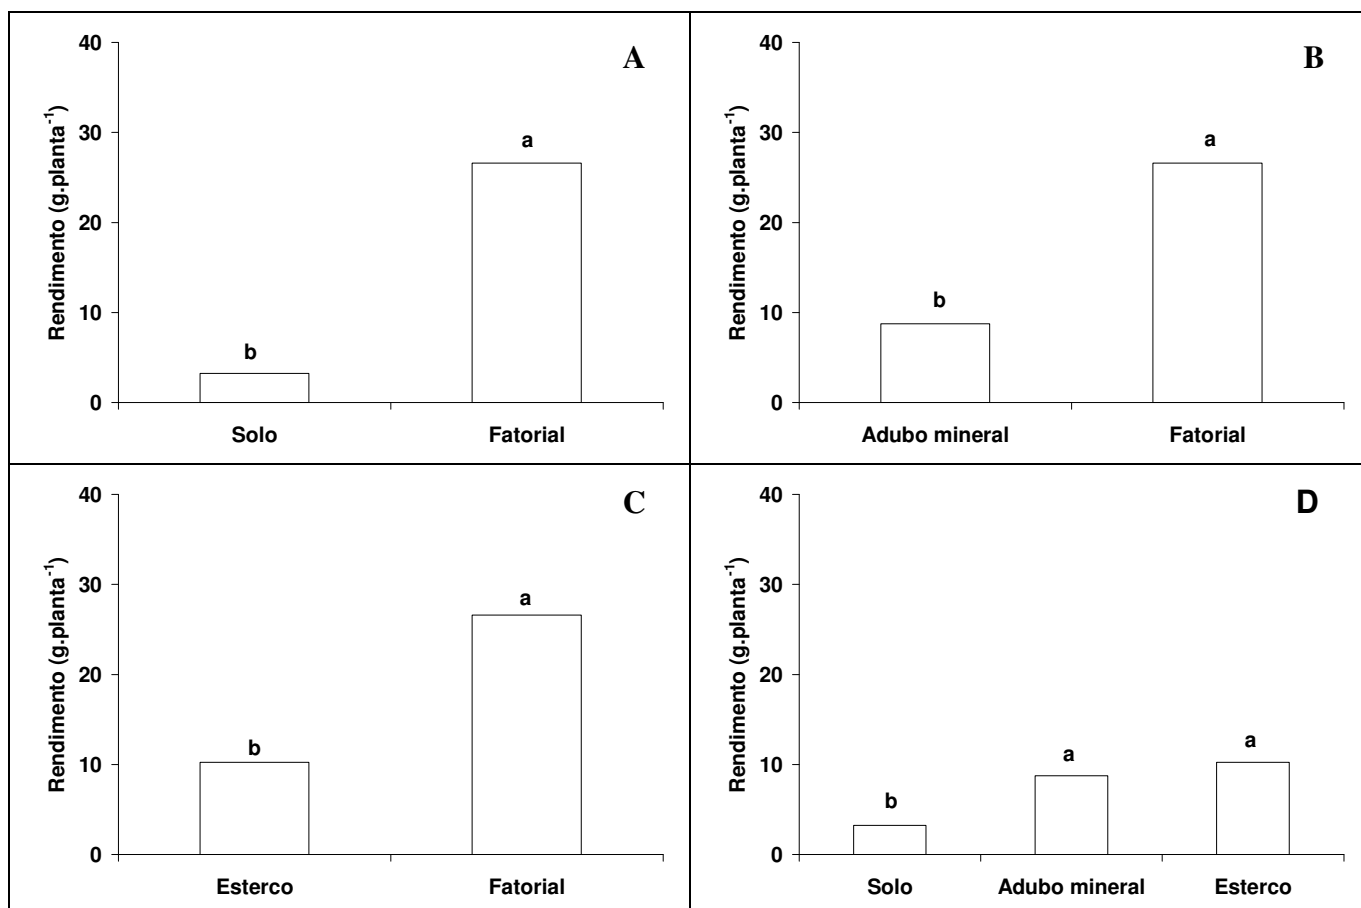 A
Rendimento (g.planta⁻¹)
40
30
20
10
0
b
a
Solo Fatorial
B
Rendimento (g.planta⁻¹)
40
30
20
10
0
b
a
Adubo mineral Fatorial
C
Rendimento (g.planta⁻¹)
40
30
20
10
0
b
a
Esterco Fatorial
D
Rendimento (g.planta⁻¹)
40
30
20
10
0
b
a
a
Solo Adubo mineral Esterco